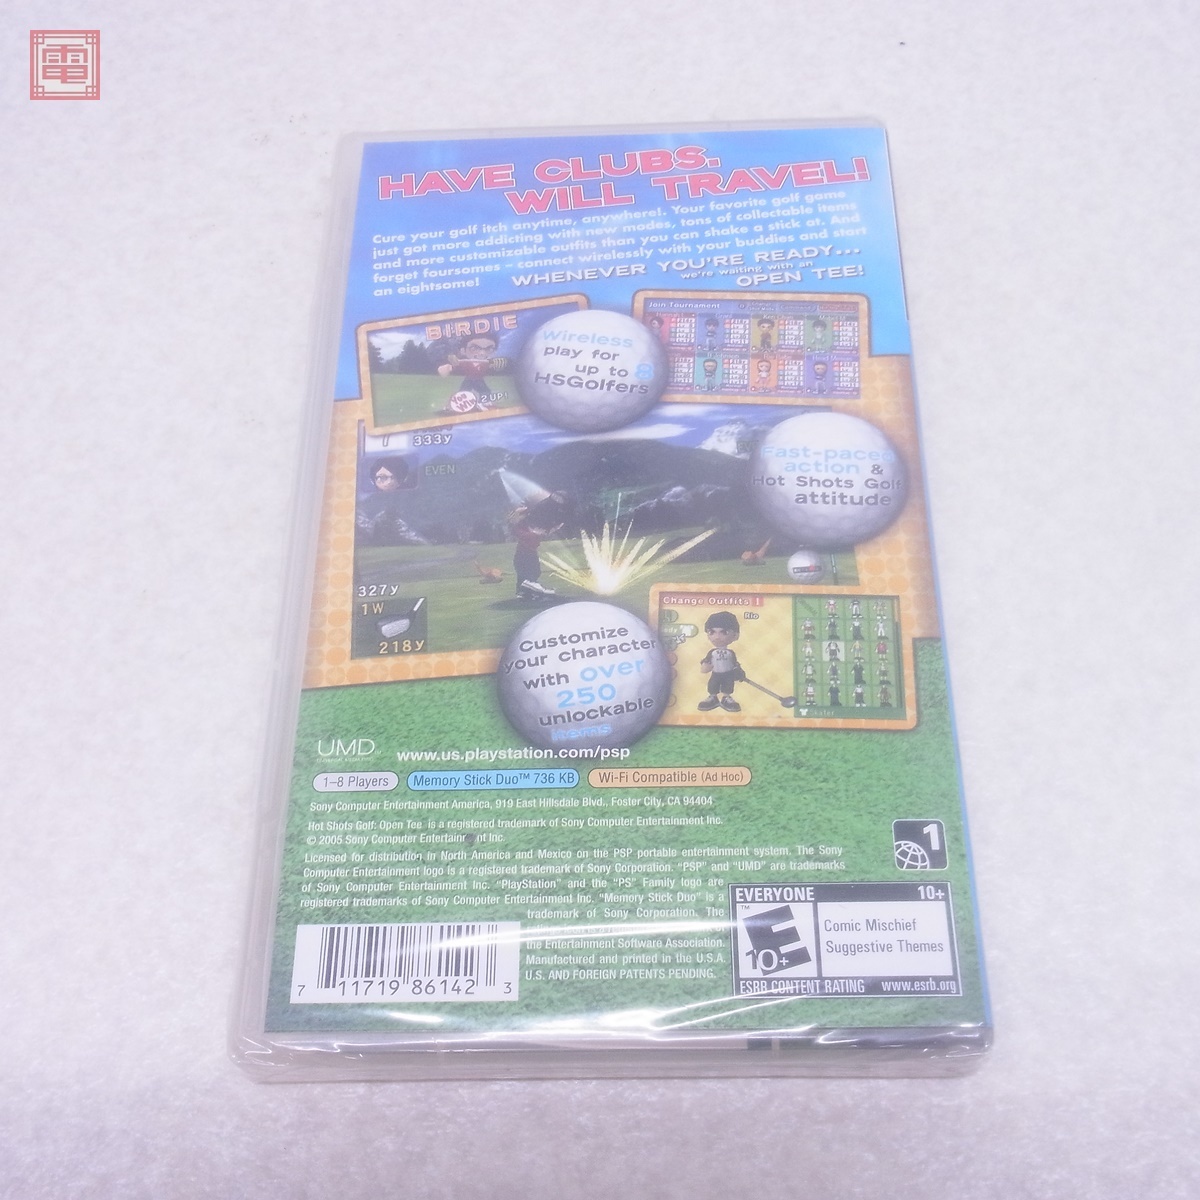 電
HAVE CLUBS.
WILL TRAVEL!
Cure your golf itch anytime, anywhere!. Your favorite golf game
just got more addicting with new modes, tons of collectable items
and more customizable outfits than you can shake a stick at. And
forget foursomes – connect wirelessly with your buddies and start
an eightsome!
WHENEVER YOU'RE READY...
we're waiting with an
OPEN TEE!
BIRDIE
You Win
2UP!
Wireless
play for
up to 8
HSGolfers
Join Tournament
333y
EVEN
Fast-paced
action &
Hot Shots Golf
attitude
327y
1W
218y
Customize
your character
with over
250
unlockable
items
Change Outfits!
Rio
UMD
www.us.playstation.com/psp
1–8 Players
Memory Stick Duo™ 736 KB
Wi-Fi Compatible (Ad Hoc)
Sony Computer Entertainment America, 919 East Hillsdale Blvd., Foster City, CA 94404
Hot Shots Golf: Open Tee is a registered trademark of Sony Computer Entertainment Inc.
© 2005 Sony Computer Entertainment Inc.
Licensed for distribution in North America and Mexico on the PSP portable entertainment system. The Sony
Computer Entertainment logo is a registered trademark of Sony Corporation. "PSP" and "UMD" are trademarks
of Sony Computer Entertainment Inc. "PlayStation" and the "PS" Family logo are
registered trademarks of Sony Computer Entertainment Inc. "Memory Stick Duo" is a
trademark of Sony Corporation. The
the Entertainment Software Association.
Manufactured and printed in the U.S.A.
U.S. AND FOREIGN PATENTS PENDING.
1
EVERYONE 10+
E
10+
TM
Comic Mischief
Suggestive Themes
ESRB CONTENT RATING www.esrb.org
7 11719 86142 3